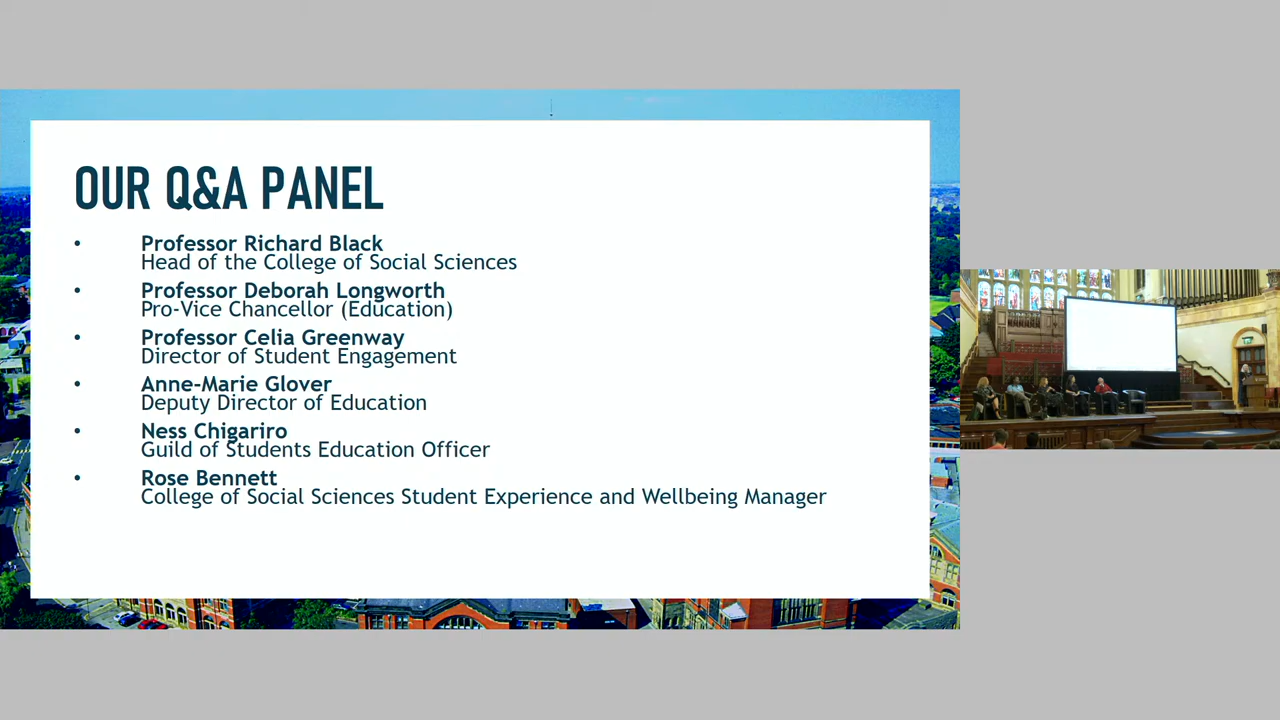 OUR Q&A PANEL
• Professor Richard Black
Head of the College of Social Sciences
• Professor Deborah Longworth
Pro-Vice Chancellor (Education)
• Professor Celia Greenway
Director of Student Engagement
• Anne-Marie Glover
Deputy Director of Education
• Ness Chigariro
Guild of Students Education Officer
• Rose Bennett
College of Social Sciences Student Experience and Wellbeing Manager